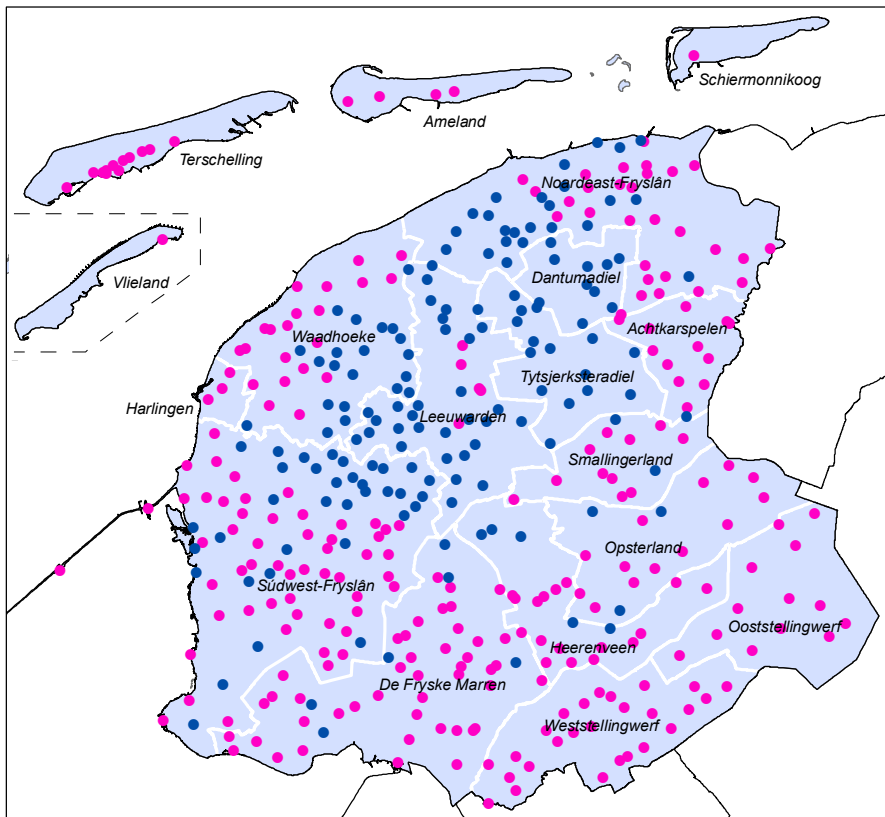 Schiermonnikoog
Ameland
Terschelling
Noardeast-Fryslân
Vlieland
Dantumadiel
Waadhoeke
Achtkarspelen
Tytsjerksteradiel
Harlingen
Leeuwarden
Smallingerland
Opsterland
Súdwest-Fryslân
Ooststellingwerf
Heerenveen
De Fryske Marren
Weststellingwerf